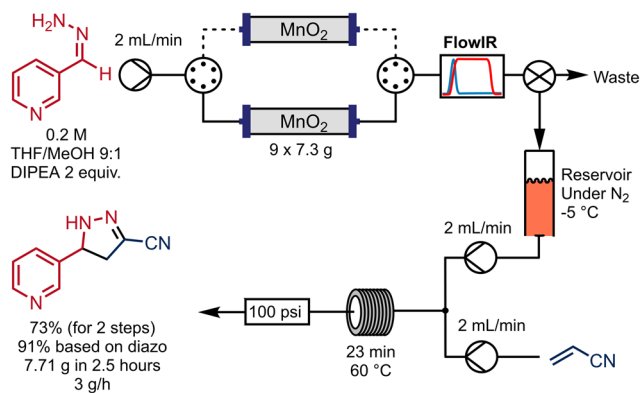 H₂N
N
H
N
0.2 M
THF/MeOH 9:1
DIPEA 2 equiv.
2 mL/min
MnO₂
MnO₂
9 x 7.3 g
FlowIR
Waste
Reservoir
Under N₂
-5 °C
2 mL/min
2 mL/min
CN
23 min
60 °C
100 psi
HN
N
CN
N
73% (for 2 steps)
91% based on diazo
7.71 g in 2.5 hours
3 g/h